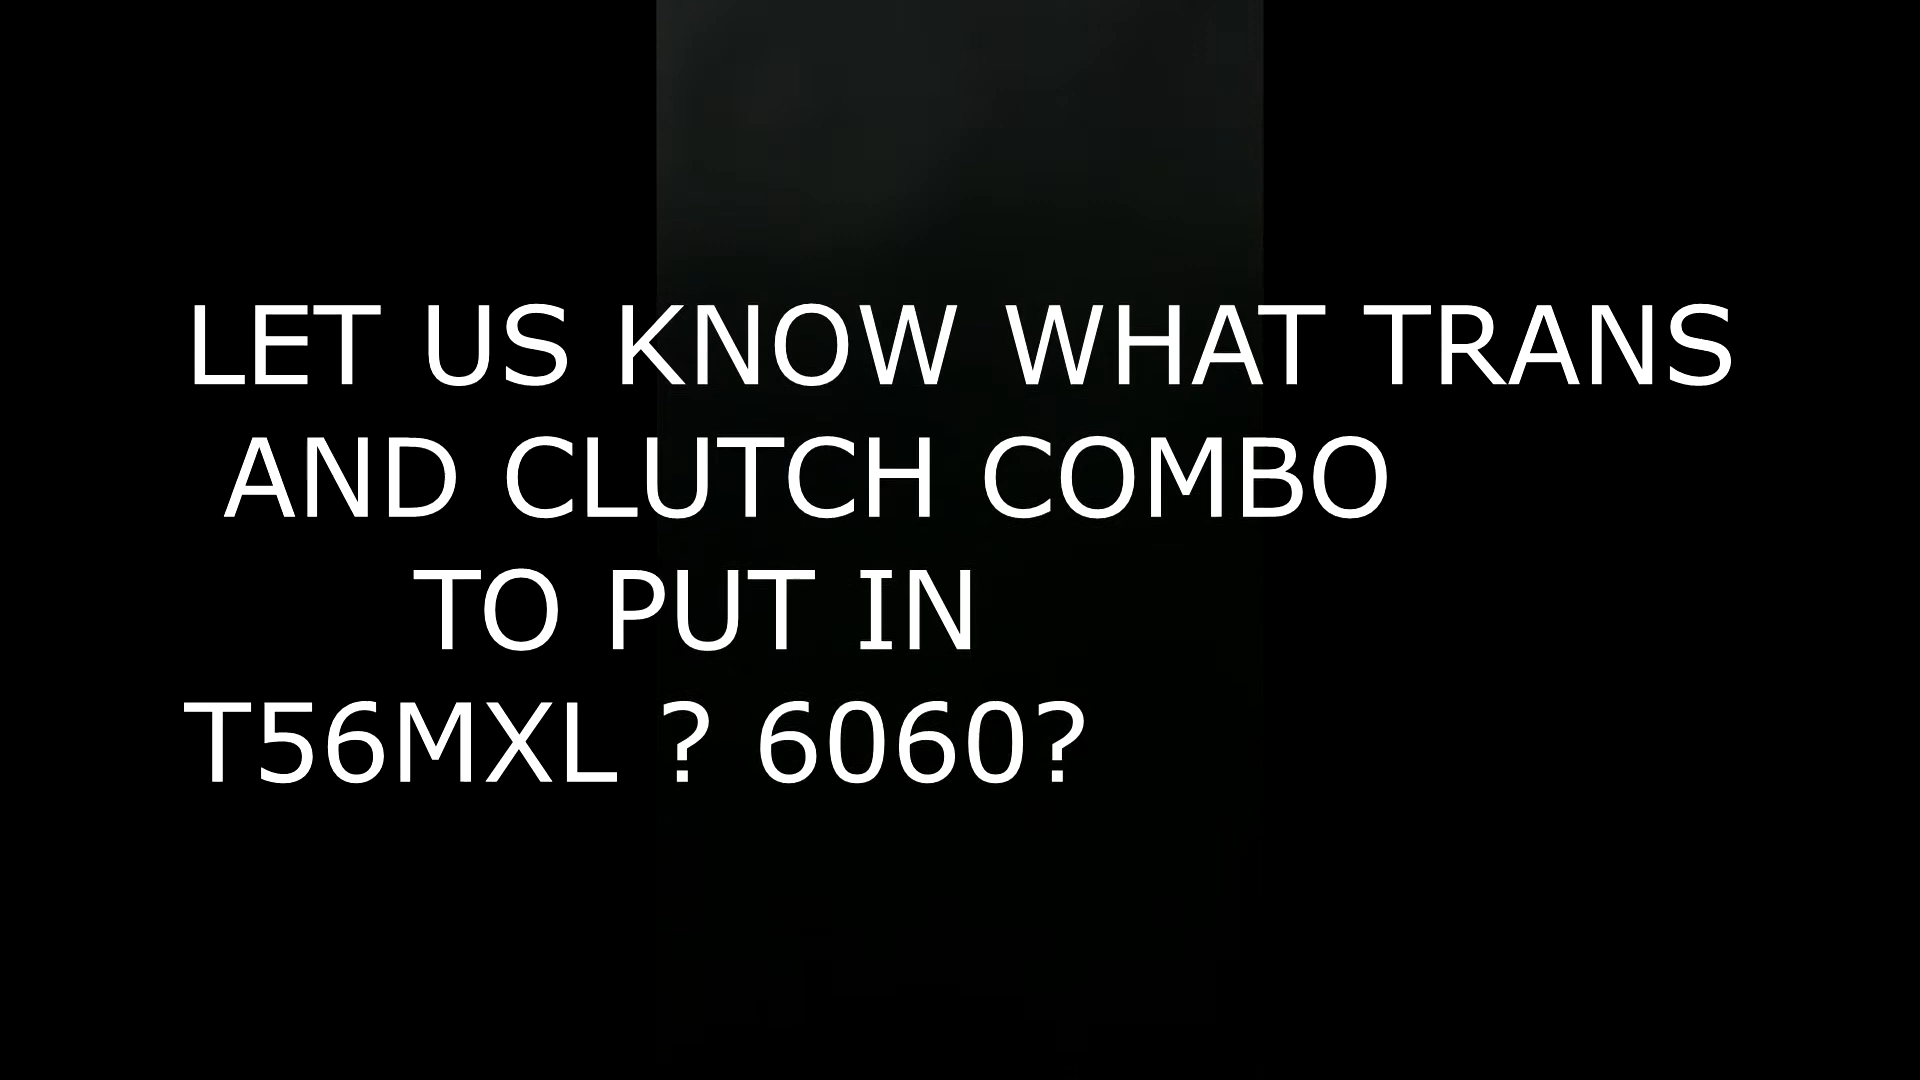 LET US KNOW WHAT TRANS
AND CLUTCH COMBO
TO PUT IN
T56MXL ? 6060?